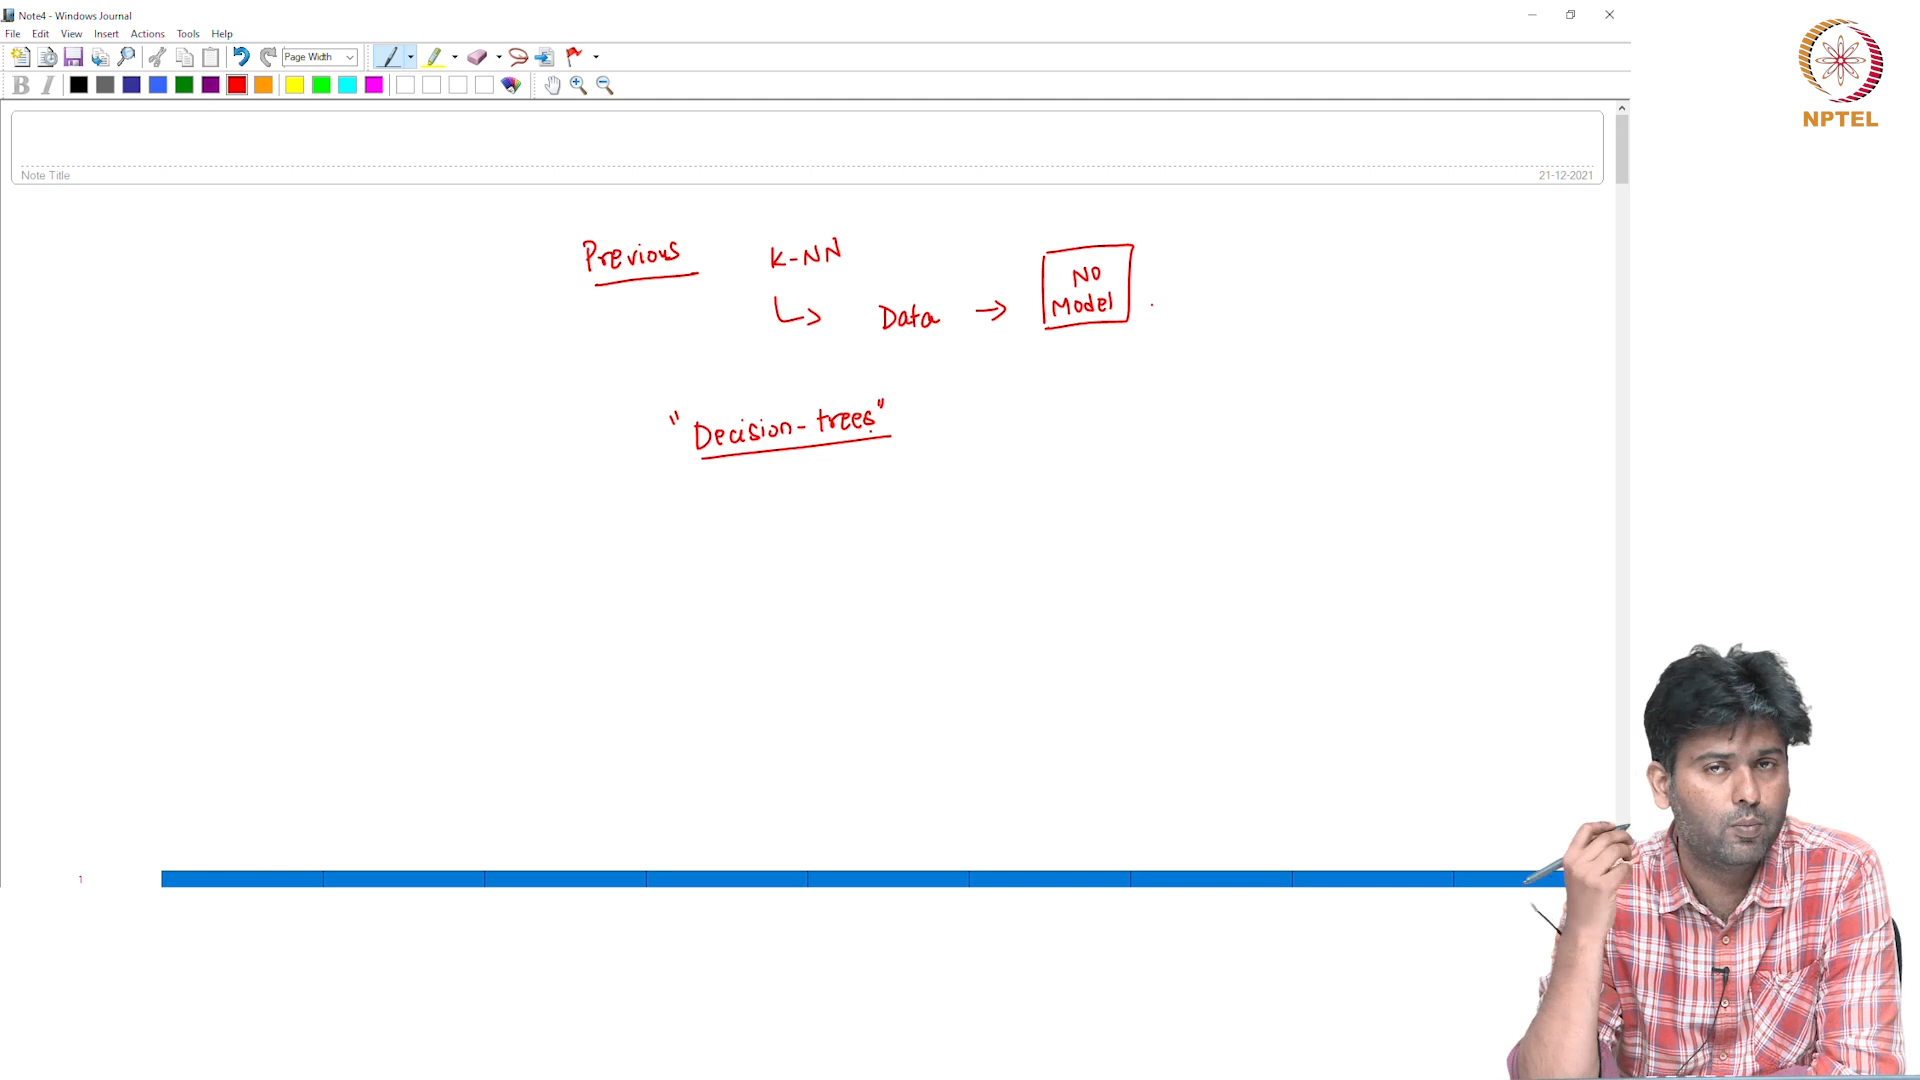 Note4 - Windows Journal
File Edit View Insert Actions Tools Help
Page Width
B I
NPTEL
Note Title
21-12-2021
Previous K-NN
Data → NO Model
"Decision-trees"
1